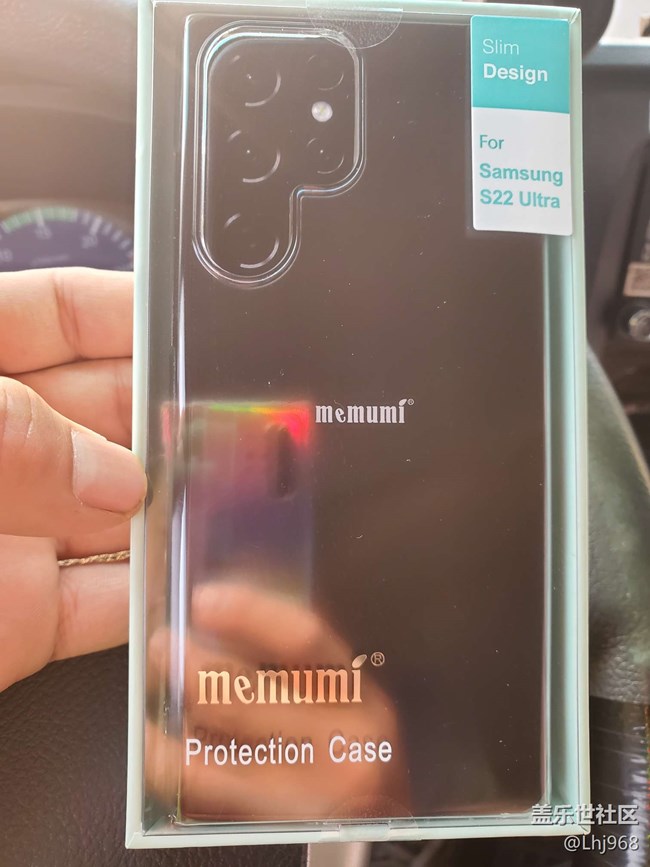 Slim
Design
For
Samsung
S22 Ultra
memumi®
memumi®
Protection Case
盖乐世社区
@Lhj968